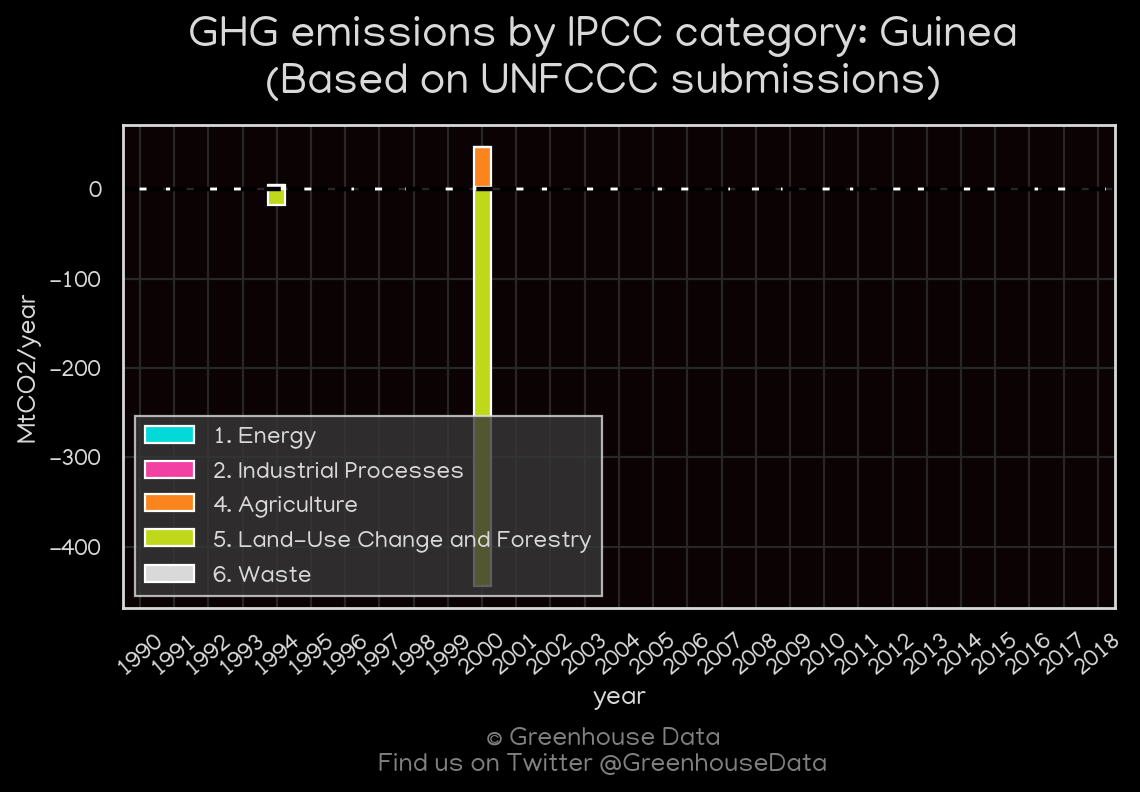 GHG emissions by IPCC category: Guinea
(Based on UNFCCC submissions)
MtCO2/year
0
−100
−200
−300
−400
1. Energy
2. Industrial Processes
4. Agriculture
5. Land-Use Change and Forestry
6. Waste
1990 1991 1992 1993 1994 1995 1996 1997 1998 1999 2000 2001 2002 2003 2004 2005 2006 2007 2008 2009 2010 2011 2012 2013 2014 2015 2016 2017 2018
year
© Greenhouse Data
Find us on Twitter @GreenhouseData